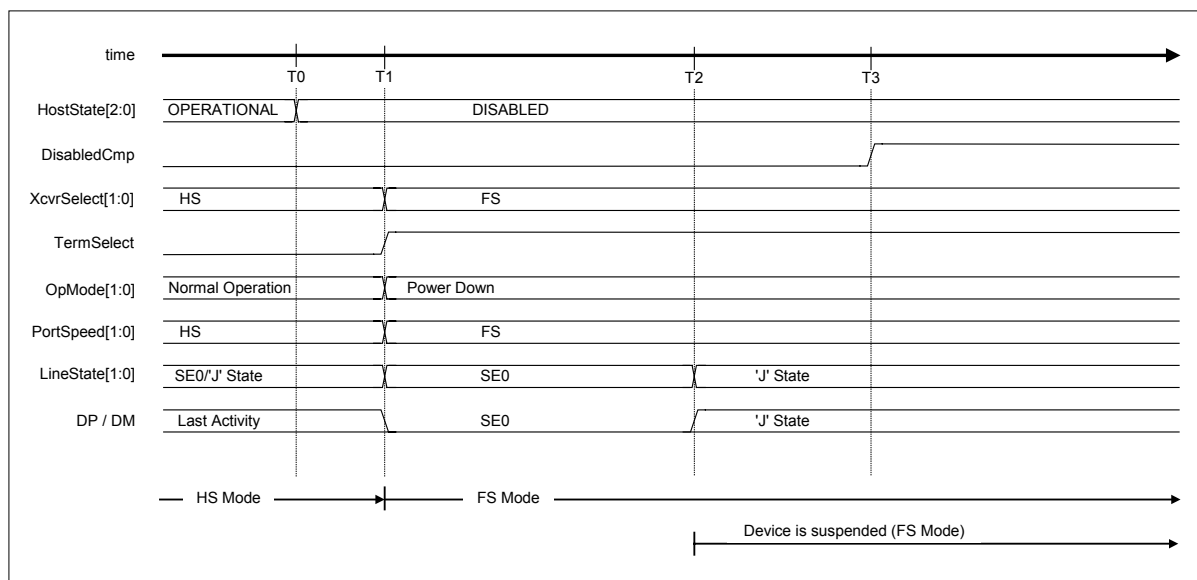 time
T0 T1 T2 T3
HostState[2:0] OPERATIONAL DISABLED
DisabledCmp
XcvrSelect[1:0] HS FS
TermSelect
OpMode[1:0] Normal Operation Power Down
PortSpeed[1:0] HS FS
LineState[1:0] SE0/'J' State SE0 'J' State
DP / DM Last Activity SE0 'J' State
HS Mode FS Mode
Device is suspended (FS Mode)